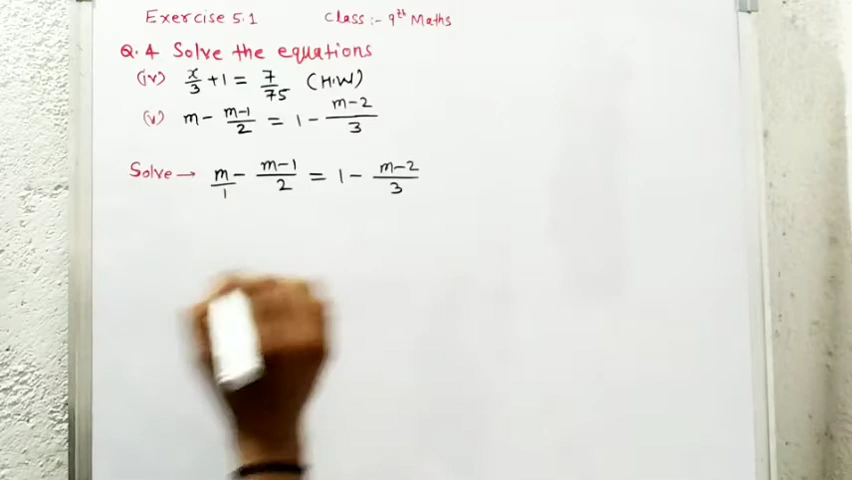 Exercise 5.1 Class :- 9th Maths
Q.4 Solve the equations
(iv) x/3 + 1 = 7/75 (H.W)
(v) m - m-1/2 = 1 - m-2/3
Solve → m/1 - m-1/2 = 1 - m-2/3